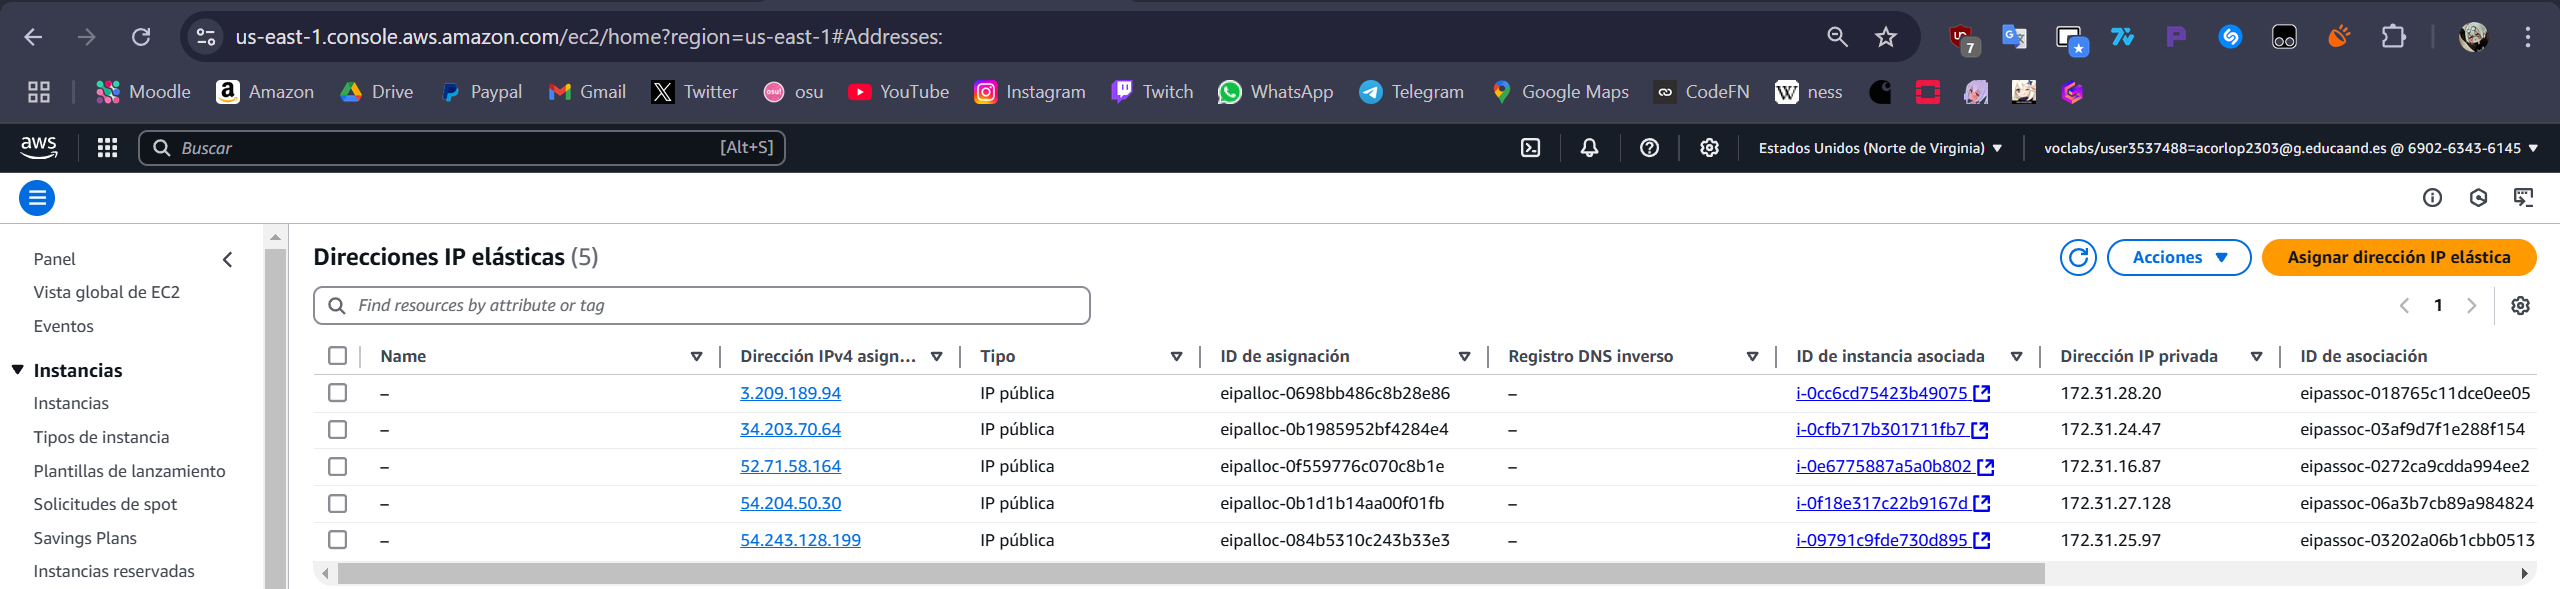 us-east-1.console.aws.amazon.com/ec2/home?region=us-east-1#Addresses:
7
Moodle Amazon Drive Paypal Gmail Twitter osu YouTube Instagram Twitch WhatsApp Telegram Google Maps CodeFN ness
aws Buscar [Alt+S] Estados Unidos (Norte de Virginia) voclabs/user3537488=acorlop2303@g.educaand.es @ 6902-6343-6145
Panel
Vista global de EC2
Eventos
Instancias
Instancias
Tipos de instancia
Plantillas de lanzamiento
Solicitudes de spot
Savings Plans
Instancias reservadas
Direcciones IP elásticas (5)
Acciones
Asignar dirección IP elástica
Find resources by attribute or tag
1
Name Dirección IPv4 asign... Tipo ID de asignación Registro DNS inverso ID de instancia asociada Dirección IP privada ID de asociación
– 3.209.189.94 IP pública eipalloc-0698bb486c8b28e86 – i-0cc6cd75423b49075 172.31.28.20 eipassoc-018765c11dce0ee05
– 34.203.70.64 IP pública eipalloc-0b1985952bf4284e4 – i-0cfb717b301711fb7 172.31.24.47 eipassoc-03af9d7f1e288f154
– 52.71.58.164 IP pública eipalloc-0f559776c070c8b1e – i-0e6775887a5a0b802 172.31.16.87 eipassoc-0272ca9cdda994ee2
– 54.204.50.30 IP pública eipalloc-0b1d1b14aa00f01fb – i-0f18e317c22b9167d 172.31.27.128 eipassoc-06a3b7cb89a984824
– 54.243.128.199 IP pública eipalloc-084b5310c243b33e3 – i-09791c9fde730d895 172.31.25.97 eipassoc-03202a06b1cbb0513